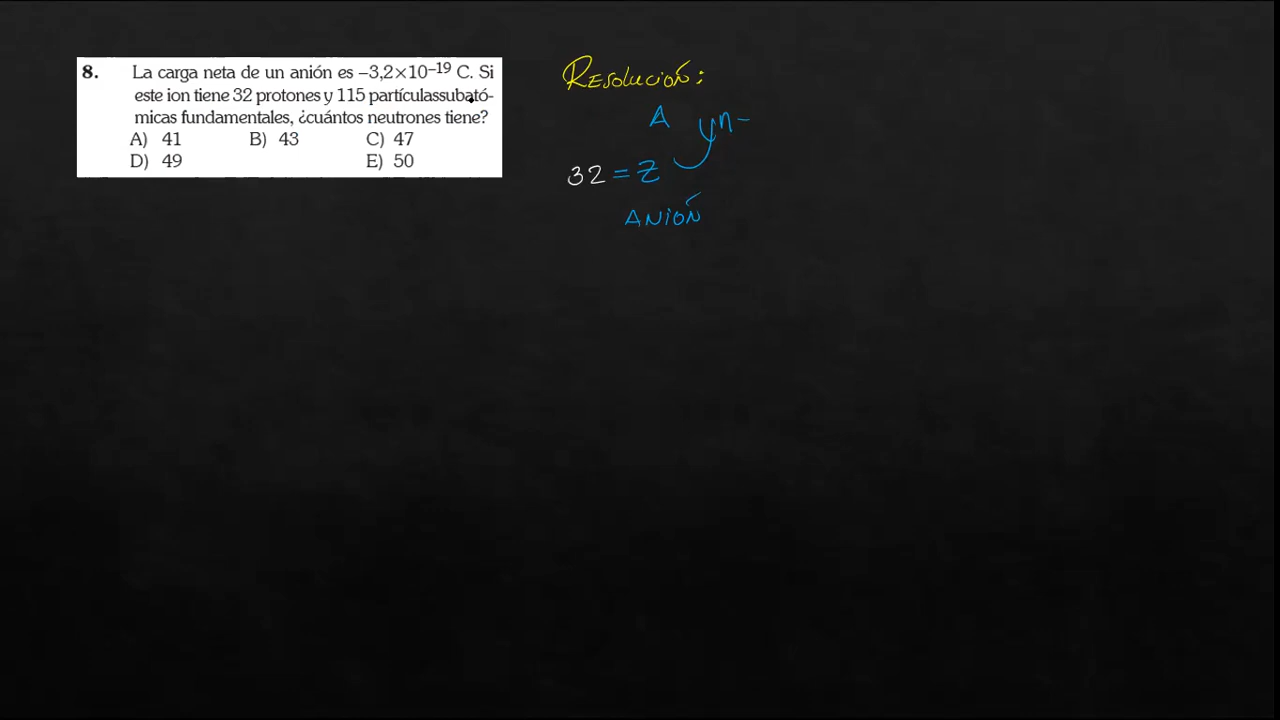 8. La carga neta de un anión es –3,2×10⁻¹⁹ C. Si
este ion tiene 32 protones y 115 partículassubató-
micas fundamentales, ¿cuántos neutrones tiene?
A) 41 B) 43 C) 47
D) 49 E) 50
Resolución:
A yⁿ⁻
32 = Z
ANIÓN